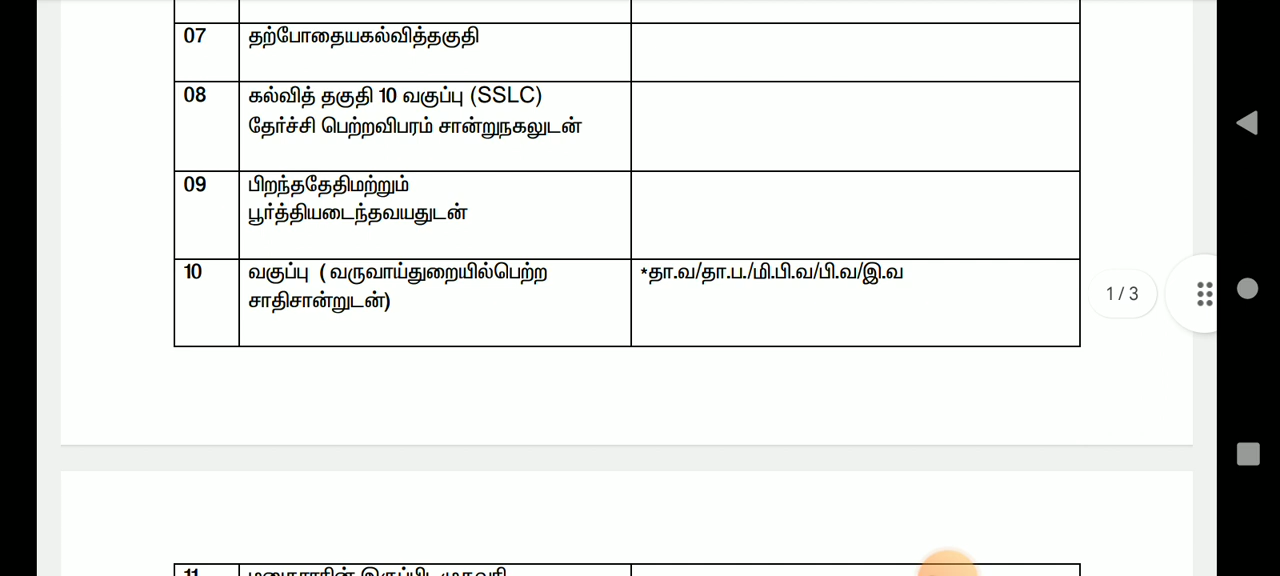 07 தற்போதையகல்வித்தகுதி
08 கல்வித் தகுதி 10 வகுப்பு (SSLC)
தேர்ச்சி பெற்றவிபரம் சான்றுநகலுடன்
09 பிறந்ததேதிமற்றும்
பூர்த்தியடைந்தவயதுடன்
10 வகுப்பு ( வருவாய்துறையில்பெற்ற *தா.வ/தா.ப./மி.பி.வ/பி.வ/இ.வ
சாதிசான்றுடன்)
1 / 3
11